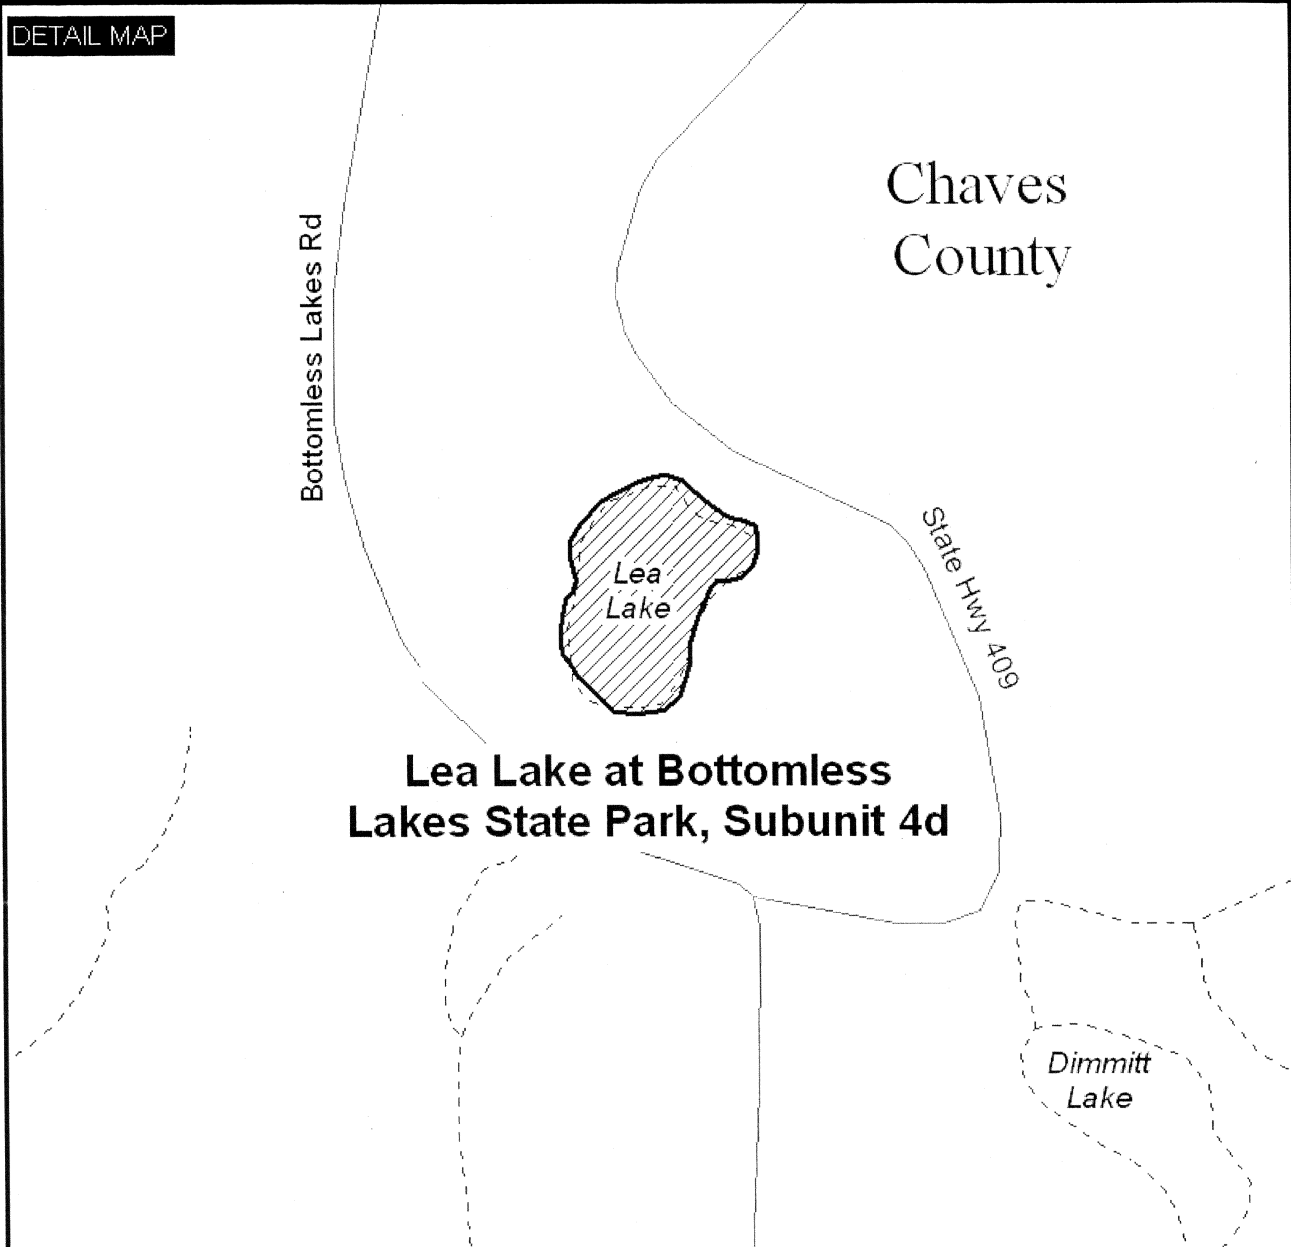 DETAIL MAP
Chaves
County
Bottomless Lakes Rd
State Hwy 409
Lea
Lake
Lea Lake at Bottomless
Lakes State Park, Subunit 4d
Dimmitt
Lake